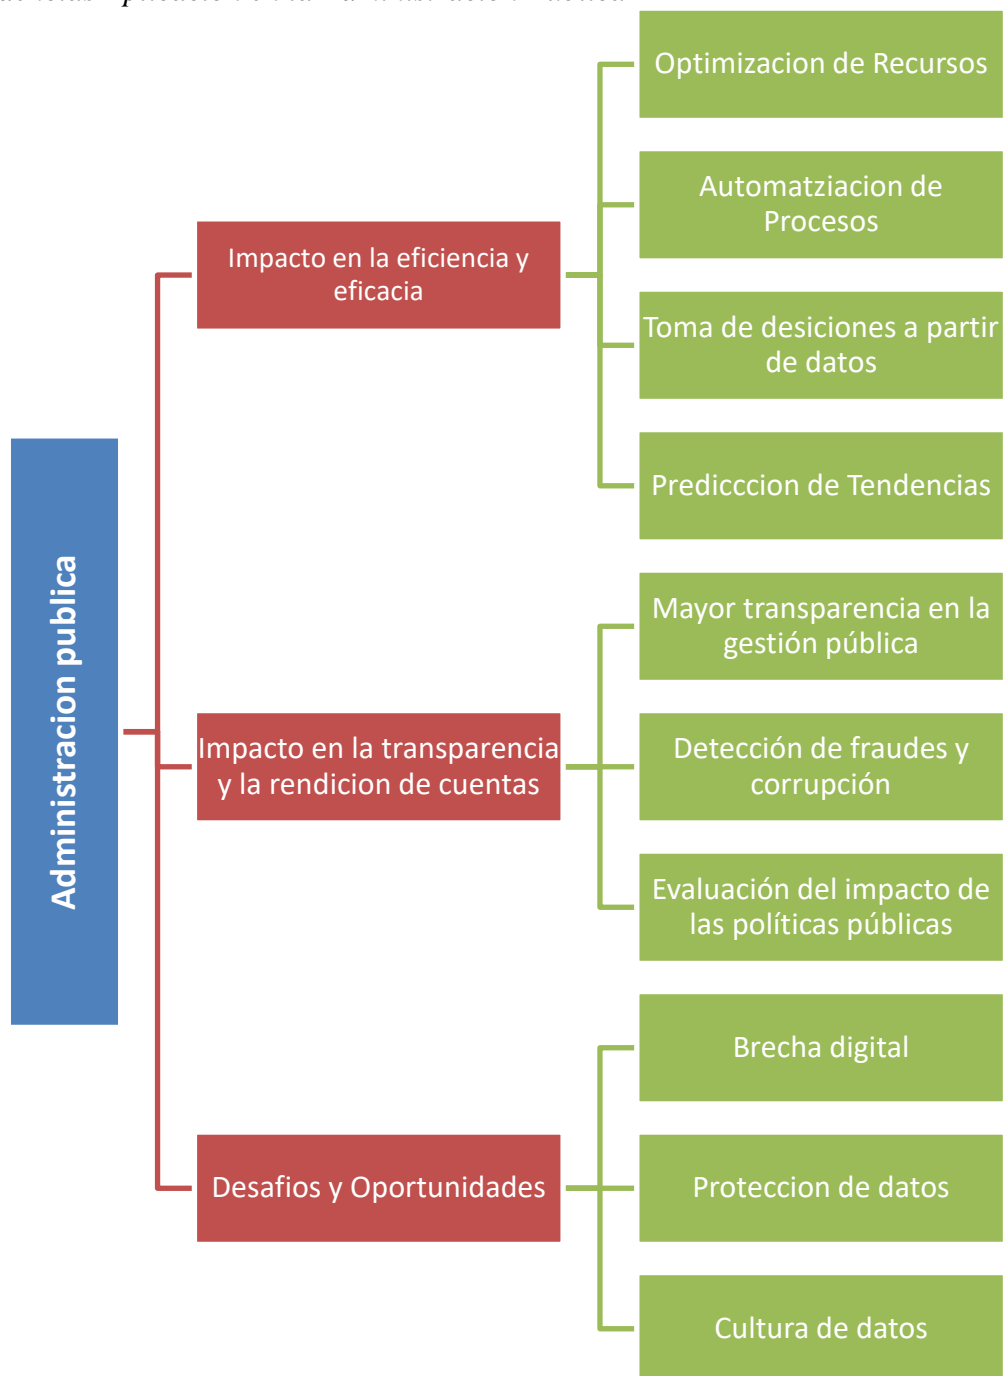 Administracion publica
Impacto en la eficiencia y
eficacia
Optimizacion de Recursos
Automatziacion de
Procesos
Toma de desiciones a partir
de datos
Prediccción de Tendencias
Impacto en la transparencia
y la rendicion de cuentas
Mayor transparencia en la
gestión pública
Detección de fraudes y
corrupción
Evaluación del impacto de
las políticas públicas
Desafios y Oportunidades
Brecha digital
Proteccion de datos
Cultura de datos